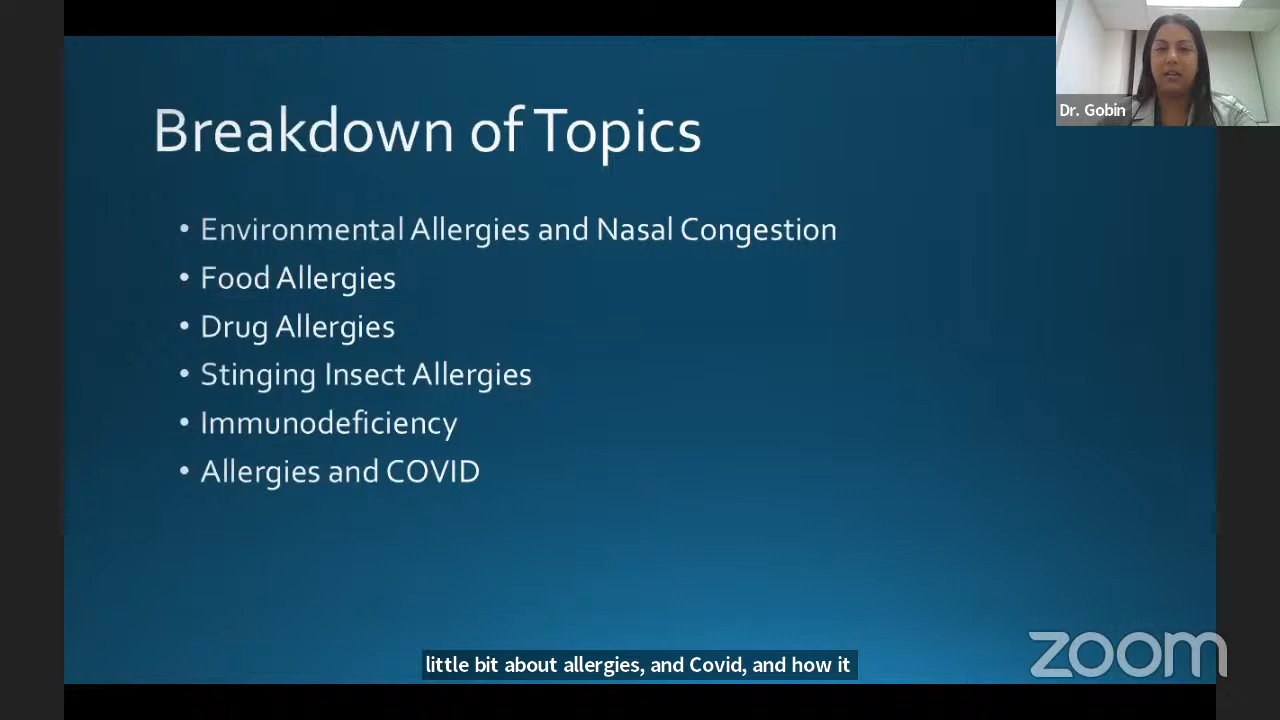 Dr. Gobin
Breakdown of Topics
• Environmental Allergies and Nasal Congestion
• Food Allergies
• Drug Allergies
• Stinging Insect Allergies
• Immunodeficiency
• Allergies and COVID
little bit about allergies, and Covid, and how it
zoom